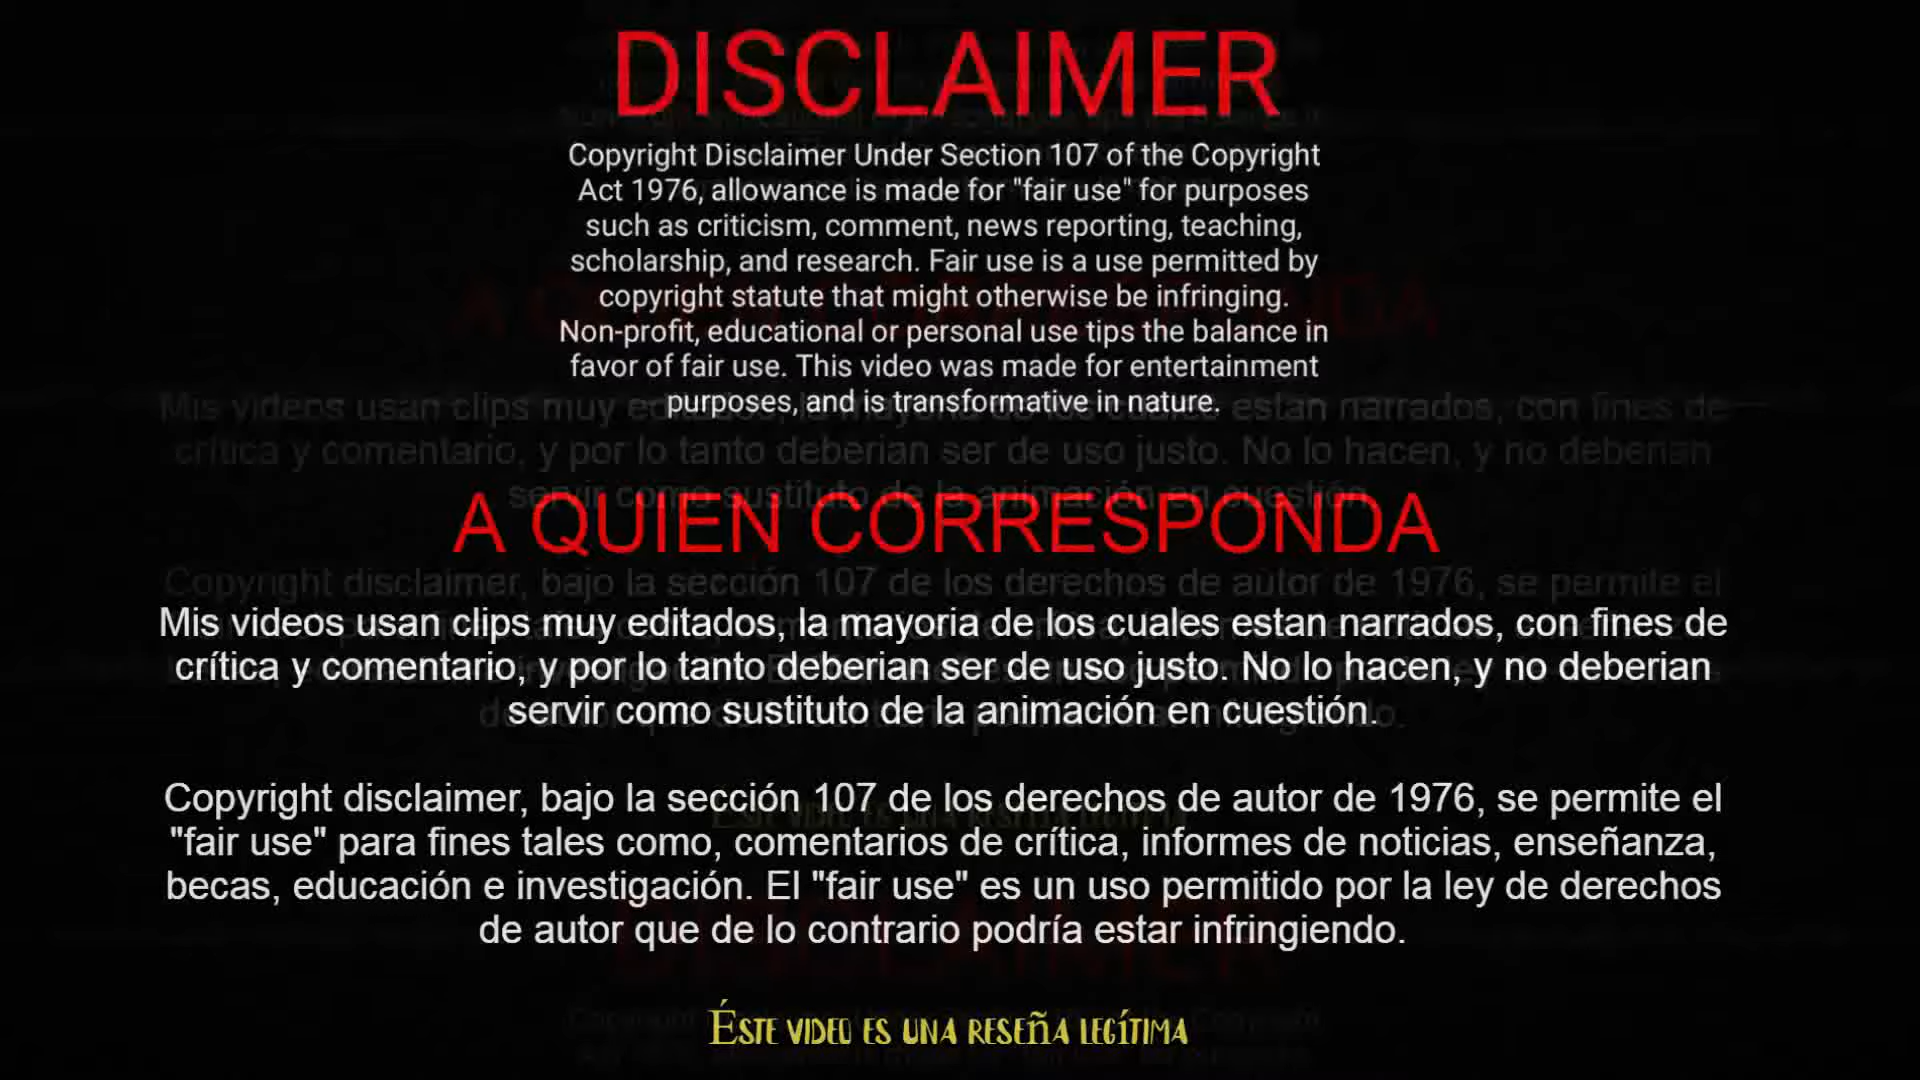 DISCLAIMER
Copyright Disclaimer Under Section 107 of the Copyright
Act 1976, allowance is made for "fair use" for purposes
such as criticism, comment, news reporting, teaching,
scholarship, and research. Fair use is a use permitted by
copyright statute that might otherwise be infringing.
Non-profit, educational or personal use tips the balance in
favor of fair use. This video was made for entertainment
purposes, and is transformative in nature.
A QUIEN CORRESPONDA
Mis videos usan clips muy editados, la mayoria de los cuales estan narrados, con fines de
crítica y comentario, y por lo tanto deberian ser de uso justo. No lo hacen, y no deberian
servir como sustituto de la animación en cuestión.
Copyright disclaimer, bajo la sección 107 de los derechos de autor de 1976, se permite el
"fair use" para fines tales como, comentarios de crítica, informes de noticias, enseñanza,
becas, educación e investigación. El "fair use" es un uso permitido por la ley de derechos
de autor que de lo contrario podría estar infringiendo.
Éste video es una reseña legítima